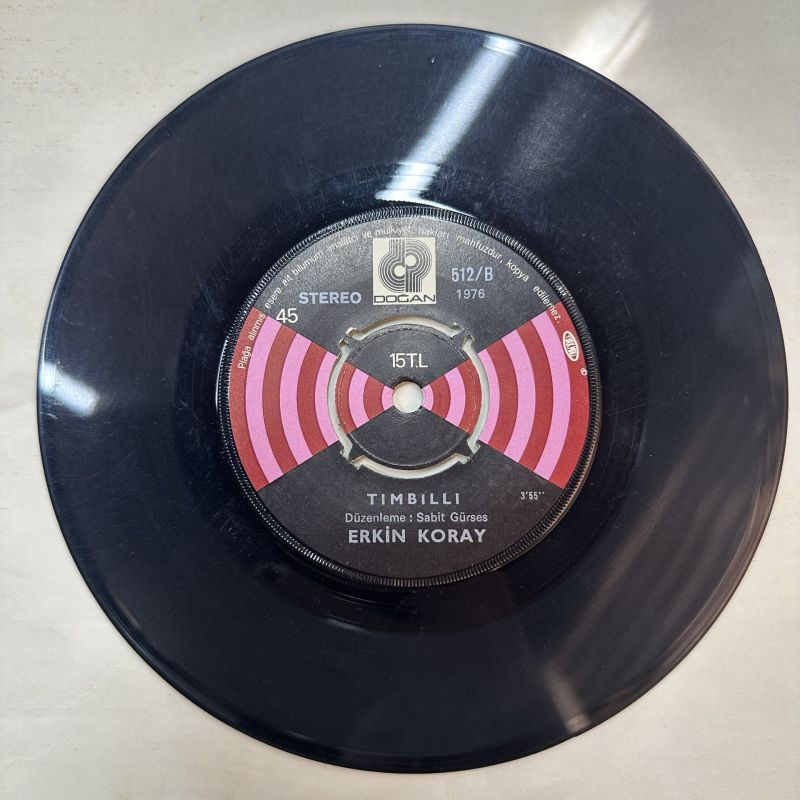 Plağa alınmış esere ait bilumum imalatçı ve mülkiyet hakları mahfuzdur, kopya edilemez.
512/B
STEREO
DOĞAN
1976
45
15T.L
TIMBILLI
3'55''
Düzenleme : Sabit Gürses
ERKİN KORAY